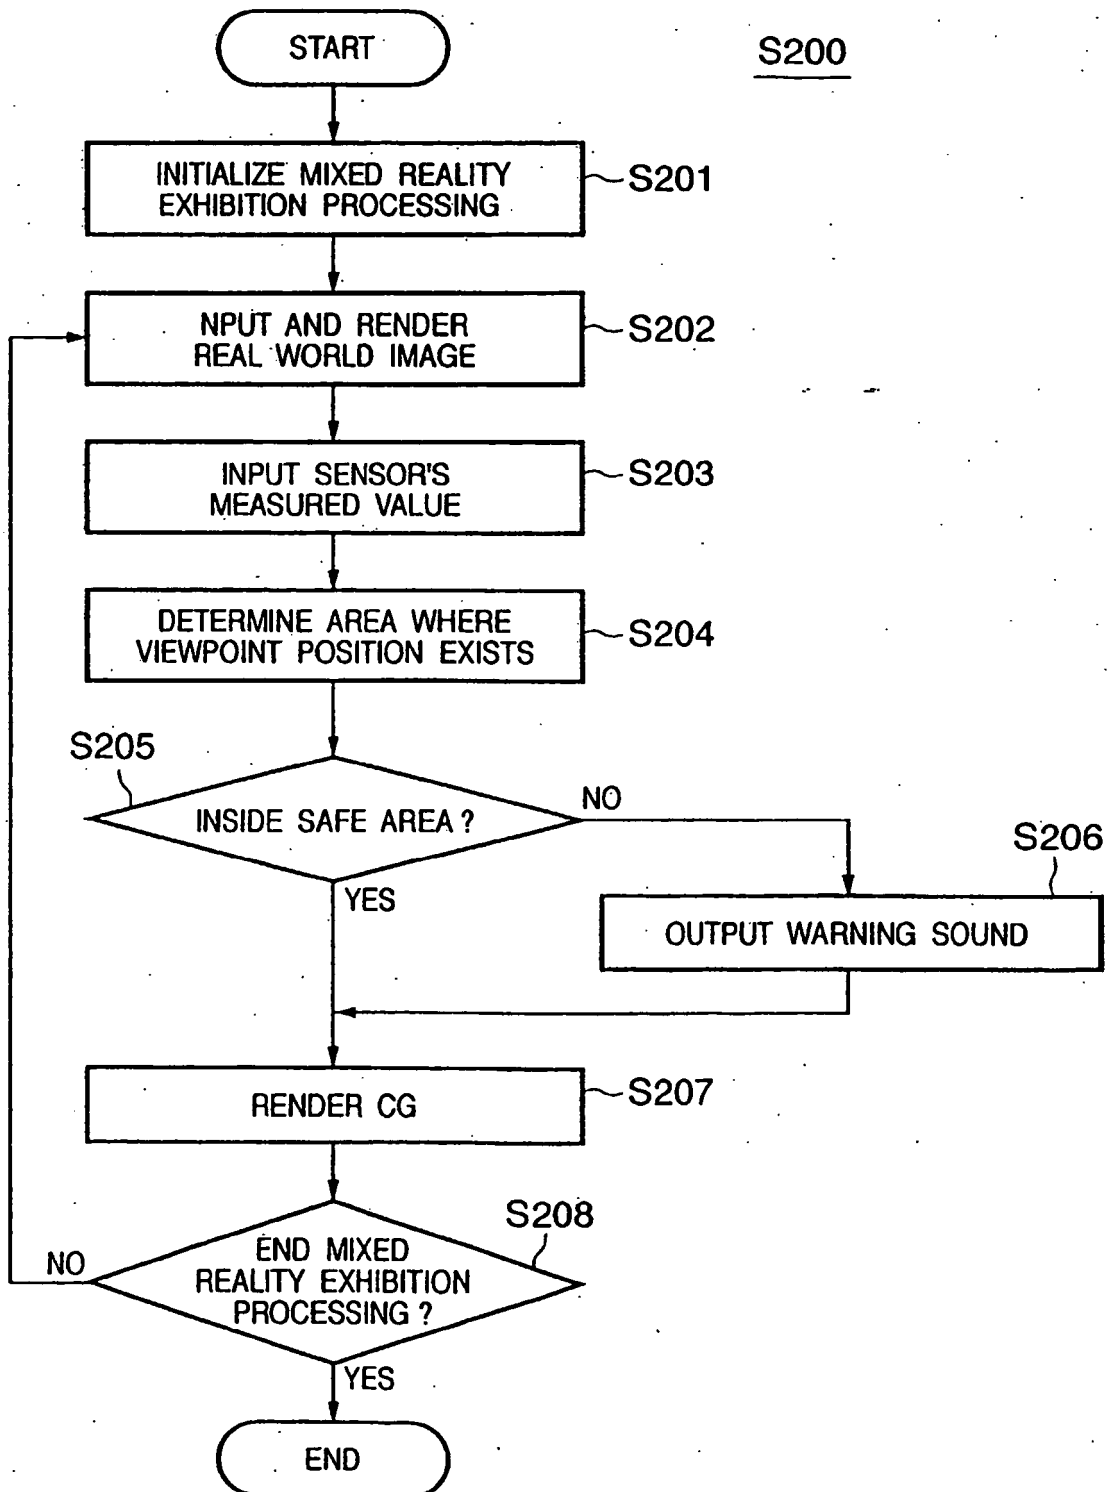 START
S200
INITIALIZE MIXED REALITY
EXHIBITION PROCESSING
S201
NPUT AND RENDER
REAL WORLD IMAGE
S202
INPUT SENSOR'S
MEASURED VALUE
S203
DETERMINE AREA WHERE
VIEWPOINT POSITION EXISTS
S204
S205
INSIDE SAFE AREA ?
NO
YES
S206
OUTPUT WARNING SOUND
RENDER CG
S207
S208
END MIXED
REALITY EXHIBITION
PROCESSING ?
NO
YES
END